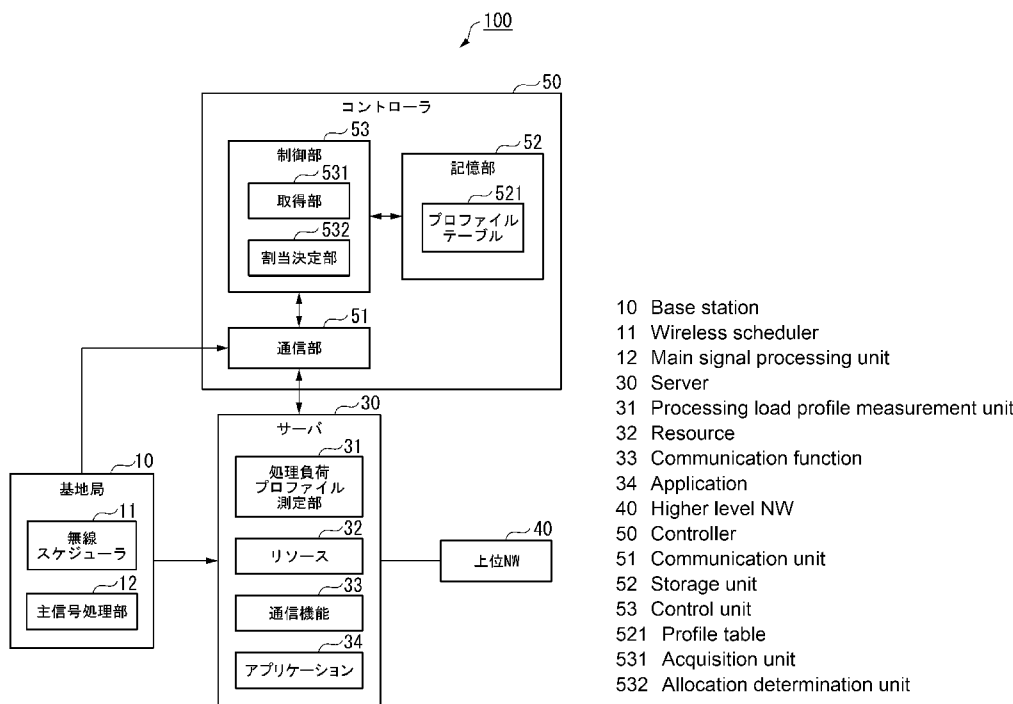 100
50
コントローラ
53
制御部
531
取得部
532
割当決定部
52
記憶部
521
プロファイル
テーブル
51
通信部
30
サーバ
31
処理負荷
プロファイル
測定部
32
リソース
33
通信機能
34
アプリケーション
10
基地局
11
無線
スケジューラ
12
主信号処理部
40
上位NW
10 Base station
11 Wireless scheduler
12 Main signal processing unit
30 Server
31 Processing load profile measurement unit
32 Resource
33 Communication function
34 Application
40 Higher level NW
50 Controller
51 Communication unit
52 Storage unit
53 Control unit
521 Profile table
531 Acquisition unit
532 Allocation determination unit